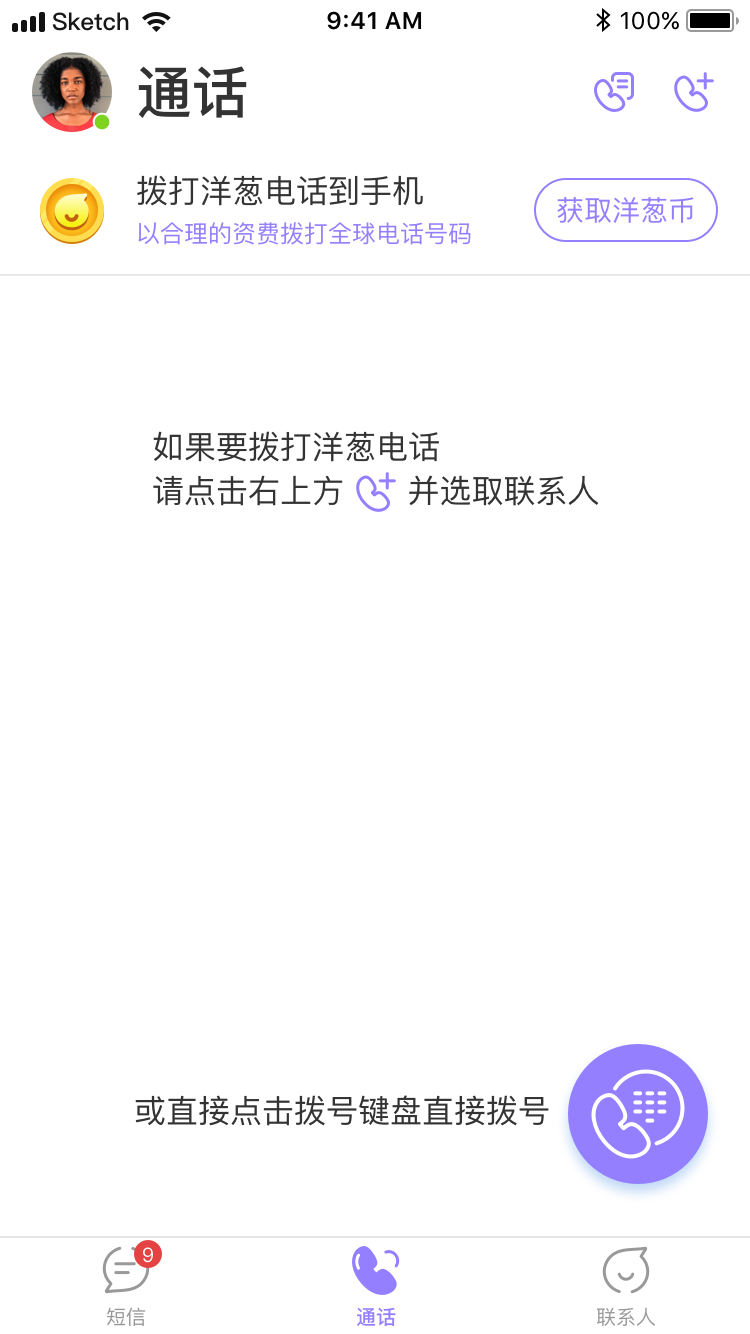 Sketch 9:41 AM 100%
通话
拨打洋葱电话到手机
以合理的资费拨打全球电话号码
获取洋葱币
如果要拨打洋葱电话
请点击右上方 并选取联系人
或直接点击拨号键盘直接拨号
9
短信 通话 联系人